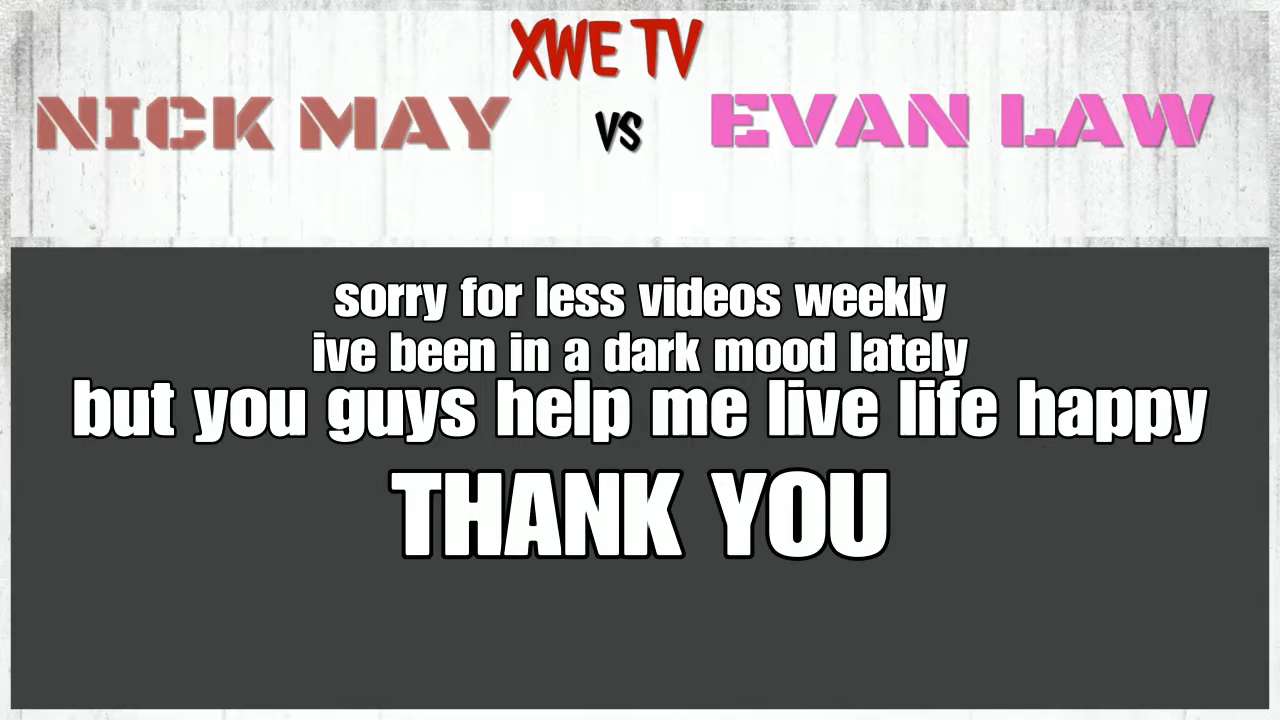 XWE TV
NICK MAY VS EVAN LAW
sorry for less videos weekly
ive been in a dark mood lately
but you guys help me live life happy
THANK YOU